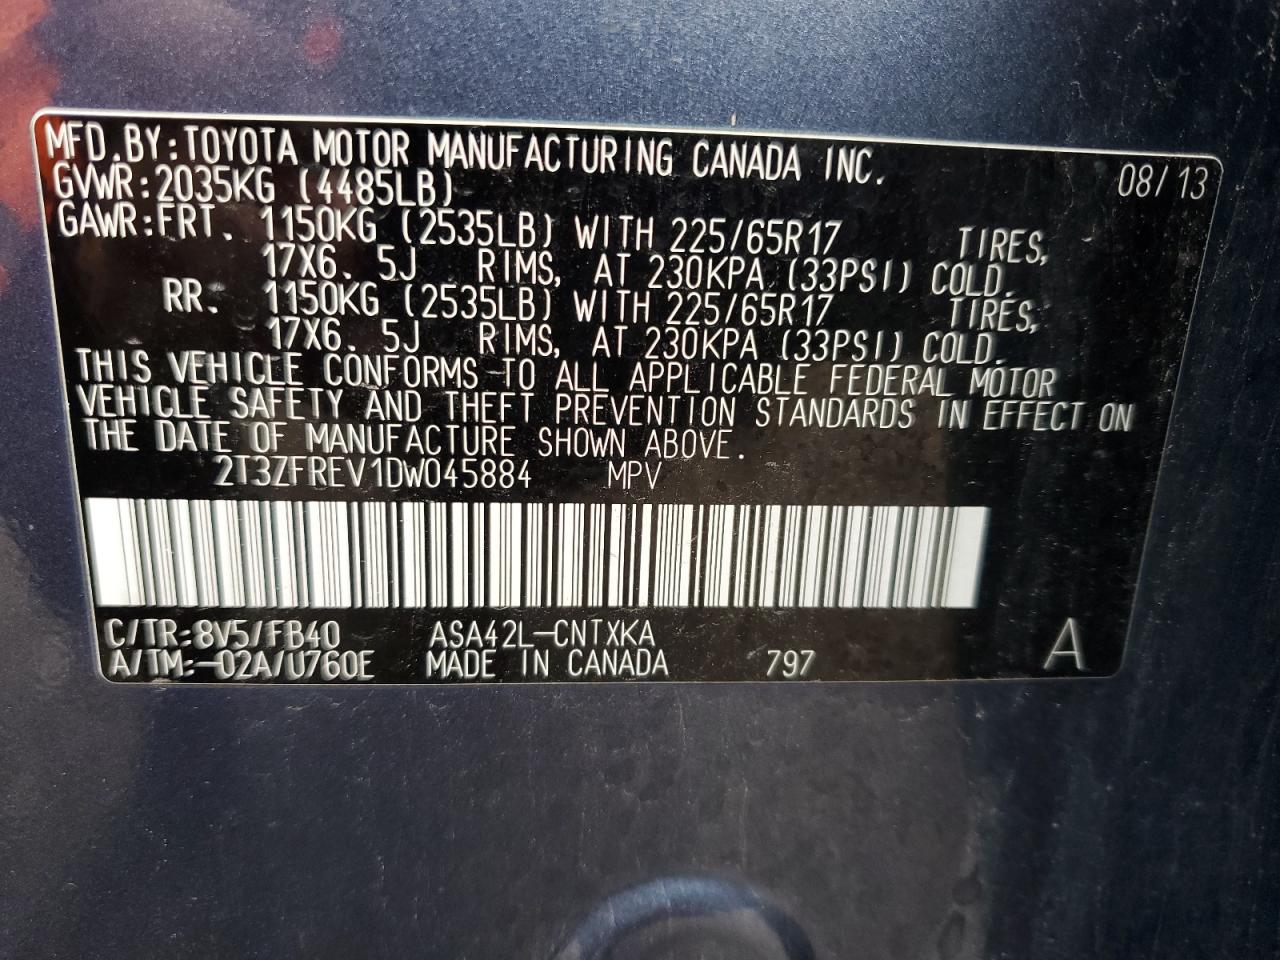 MFD.BY:TOYOTA MOTOR MANUFACTURING CANADA INC. 08/13
GVWR:2035KG (4485LB)
GAWR:FRT. 1150KG (2535LB) WITH 225/65R17 TIRES,
17X6.5J RIMS, AT 230KPA (33PSI) COLD.
RR. 1150KG (2535LB) WITH 225/65R17 TIRES,
17X6.5J RIMS, AT 230KPA (33PSI) COLD.
THIS VEHICLE CONFORMS TO ALL APPLICABLE FEDERAL MOTOR
VEHICLE SAFETY AND THEFT PREVENTION STANDARDS IN EFFECT ON
THE DATE OF MANUFACTURE SHOWN ABOVE.
2T3ZFREV1DW045884 MPV
C/TR:8V5/FB40 ASA42L-CNTXKA A
A/TM:-02A/U760E MADE IN CANADA 797